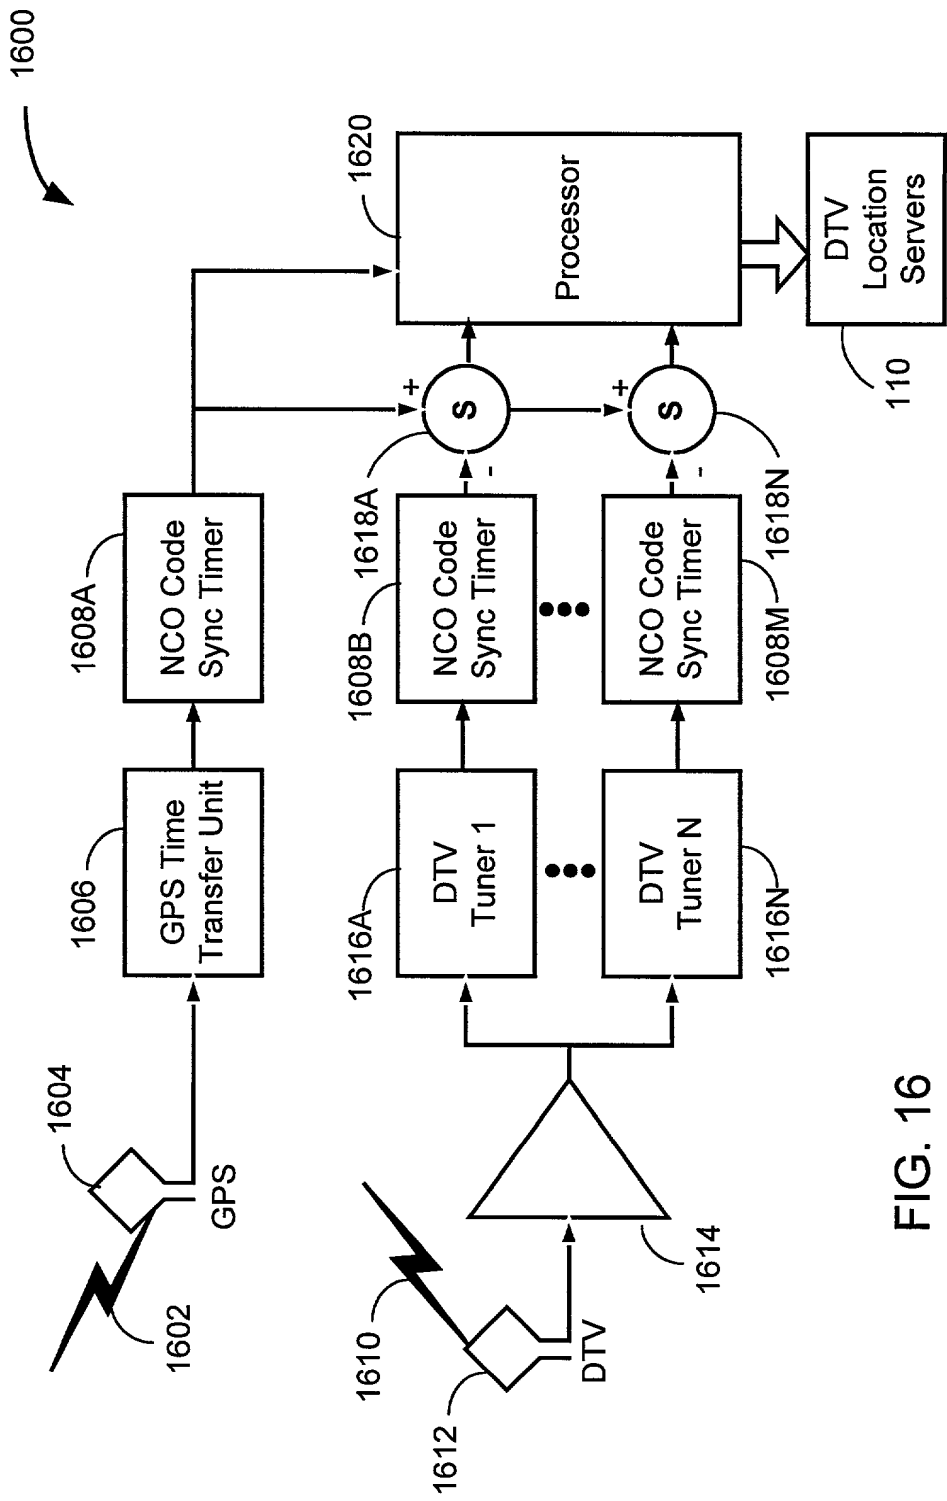 1600
1604
1602
GPS
1606
GPS Time
Transfer Unit
1608A
NCO Code
Sync Timer
1610
1612
DTV
1614
1616A
DTV
Tuner 1
1608B
NCO Code
Sync Timer
1618A
+
S
-
1620
Processor
1616N
DTV
Tuner N
1608M
NCO Code
Sync Timer
1618N
+
S
-
110
DTV
Location
Servers
FIG. 16